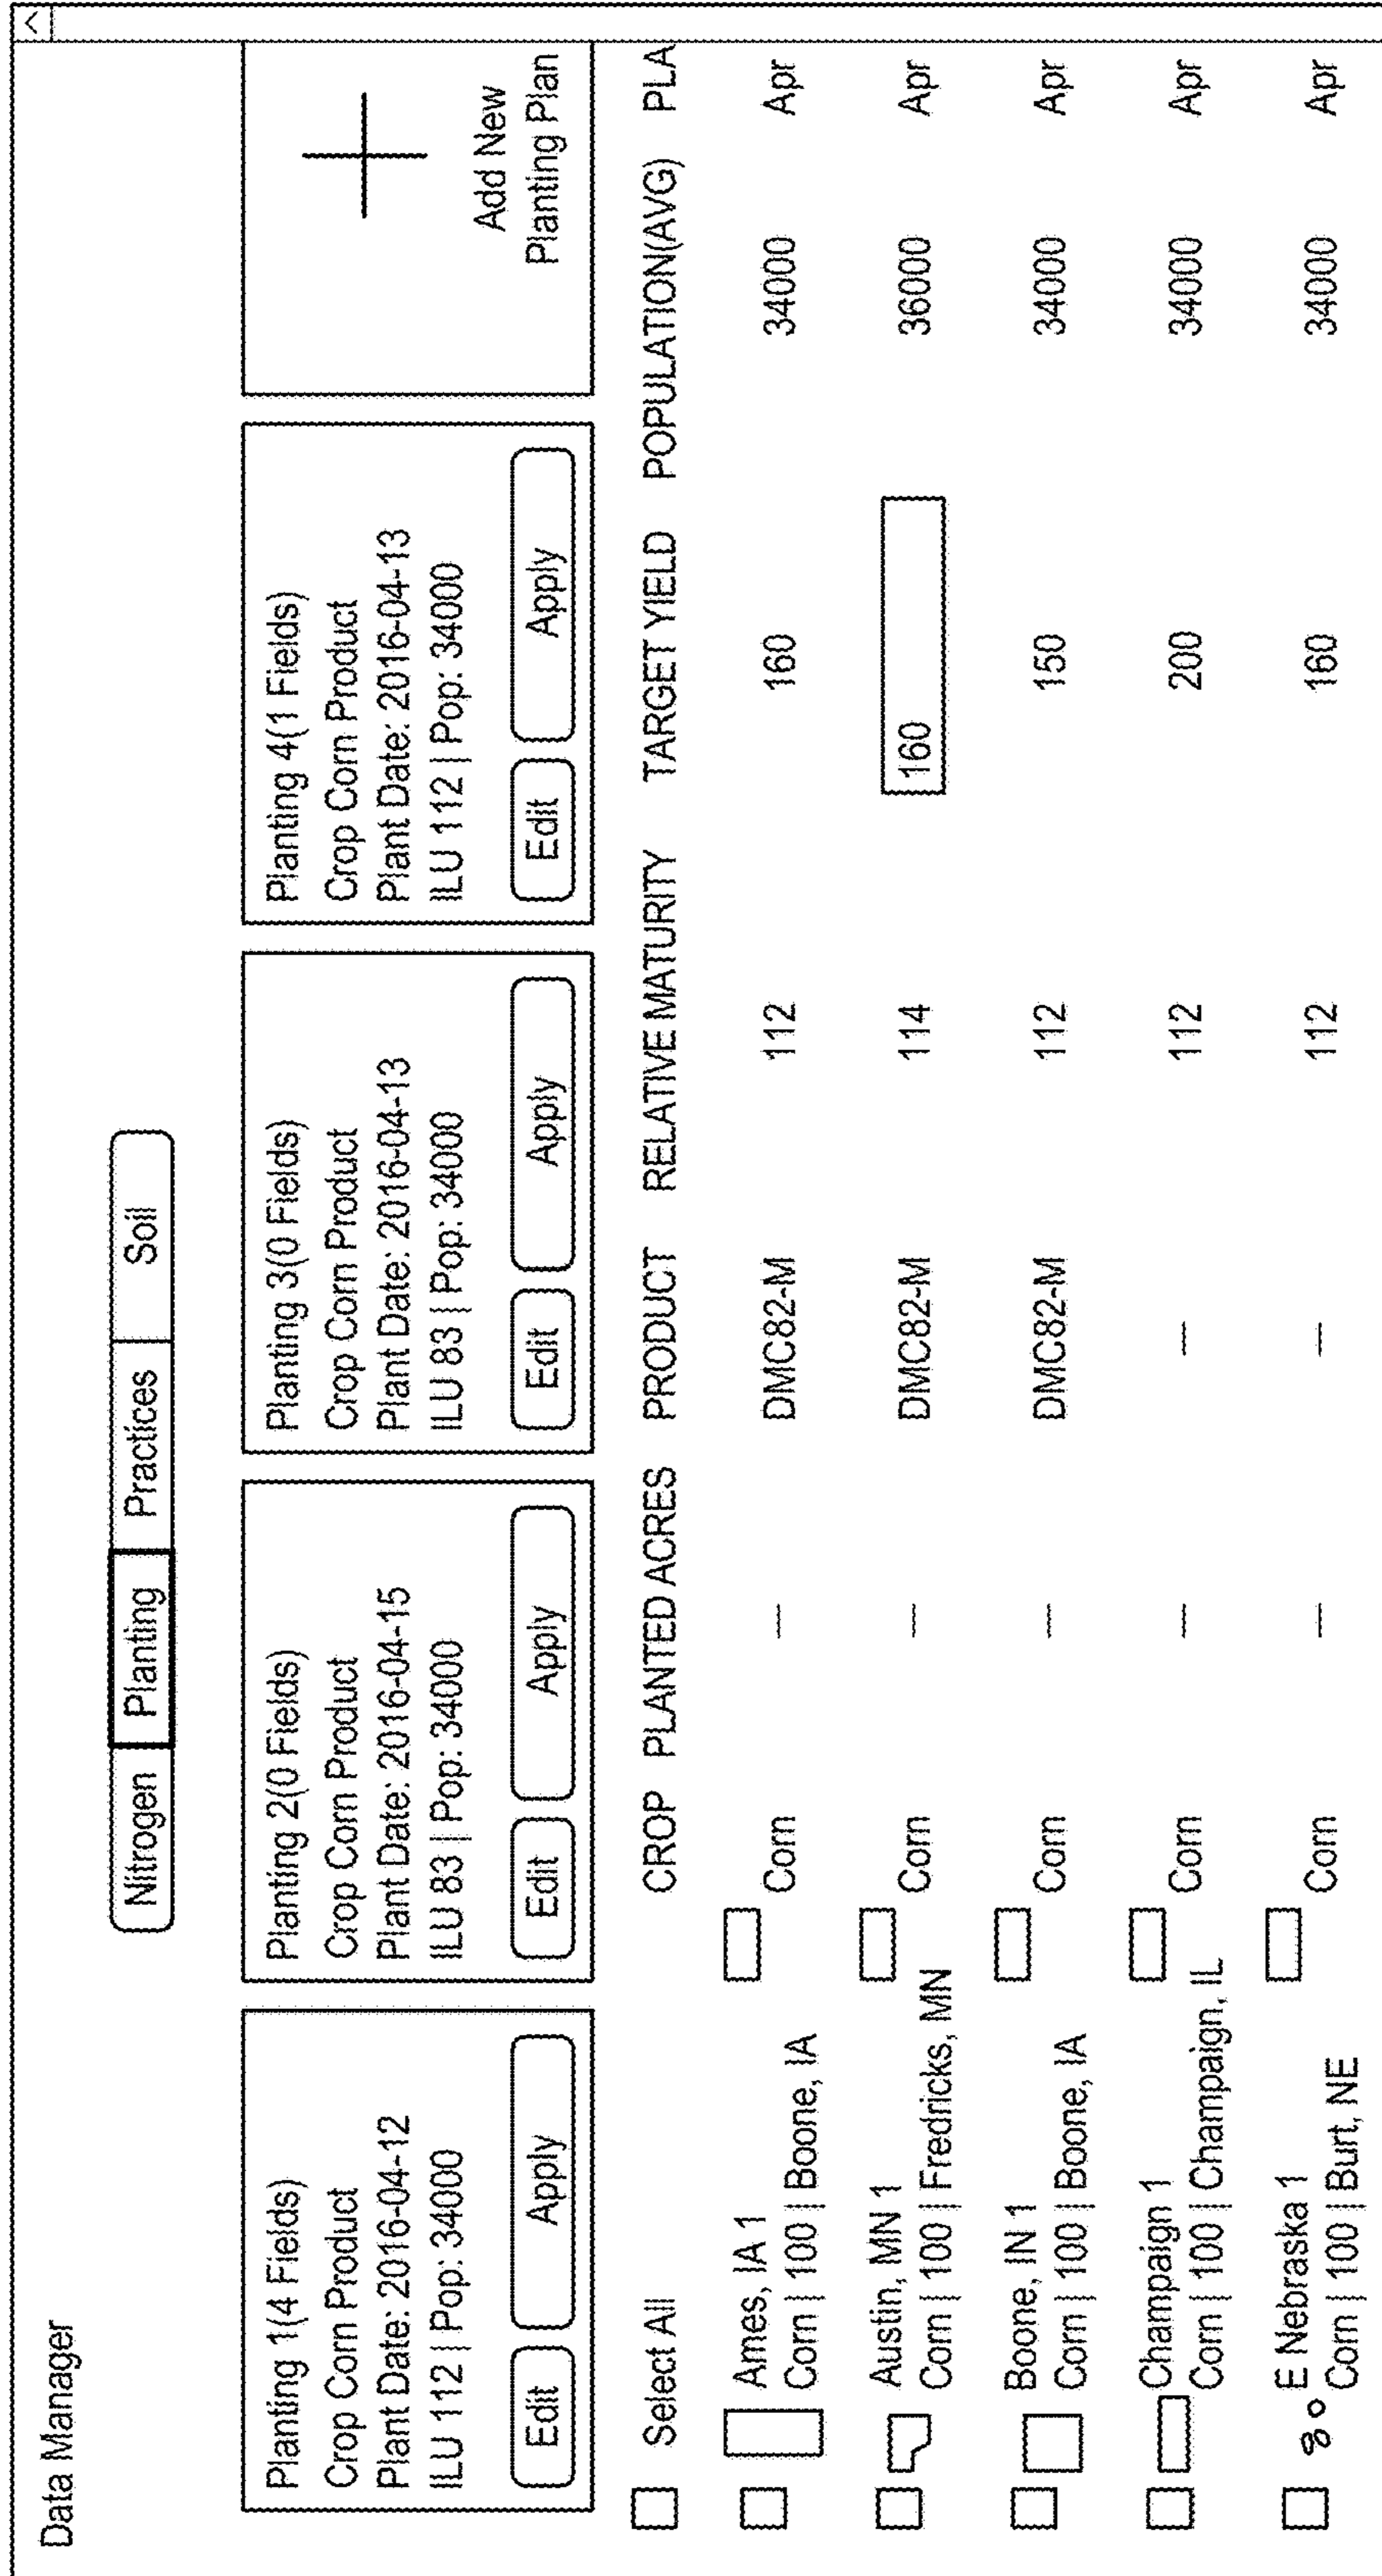 Data Manager
Nitrogen Planting Practices Soil
Planting 1(4 Fields)
Crop Corn Product
Plant Date: 2016-04-12
ILU 112 | Pop: 34000
Edit Apply
Planting 2(0 Fields)
Crop Corn Product
Plant Date: 2016-04-15
ILU 83 | Pop: 34000
Edit Apply
Planting 3(0 Fields)
Crop Corn Product
Plant Date: 2016-04-13
ILU 83 | Pop: 34000
Edit Apply
Planting 4(1 Fields)
Crop Corn Product
Plant Date: 2016-04-13
ILU 112 | Pop: 34000
Edit Apply
Add New
Planting Plan
Select All CROP PLANTED ACRES PRODUCT RELATIVE MATURITY TARGET YIELD POPULATION(AVG) PLA
Ames, IA 1 Corn — DMC82-M 112 160 34000 Apr
Corn | 100 | Boone, IA
Austin, MN 1 Corn — DMC82-M 114 160 36000 Apr
Corn | 100 | Fredricks, MN
Boone, IN 1 Corn — DMC82-M 112 150 34000 Apr
Corn | 100 | Boone, IA
Champaign 1 Corn — — 112 200 34000 Apr
Corn | 100 | Champaign, IL
E Nebraska 1 Corn — — 112 160 34000 Apr
Corn | 100 | Burt, NE